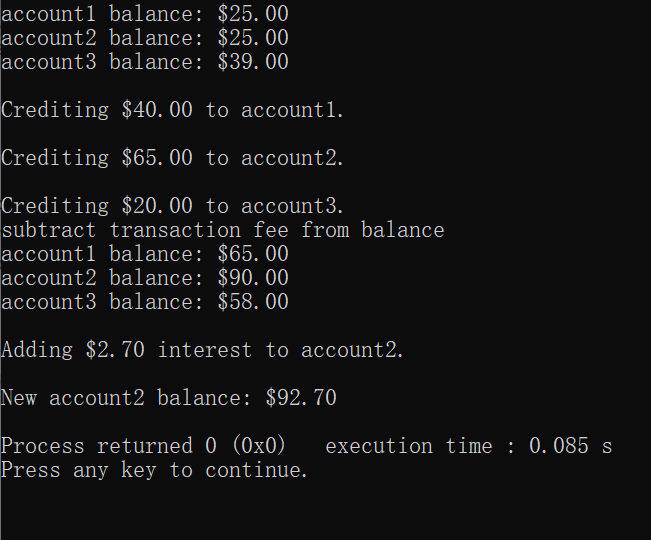 account1 balance: $25.00
account2 balance: $25.00
account3 balance: $39.00
Crediting $40.00 to account1.
Crediting $65.00 to account2.
Crediting $20.00 to account3.
subtract transaction fee from balance
account1 balance: $65.00
account2 balance: $90.00
account3 balance: $58.00
Adding $2.70 interest to account2.
New account2 balance: $92.70
Process returned 0 (0x0)   execution time : 0.085 s
Press any key to continue.